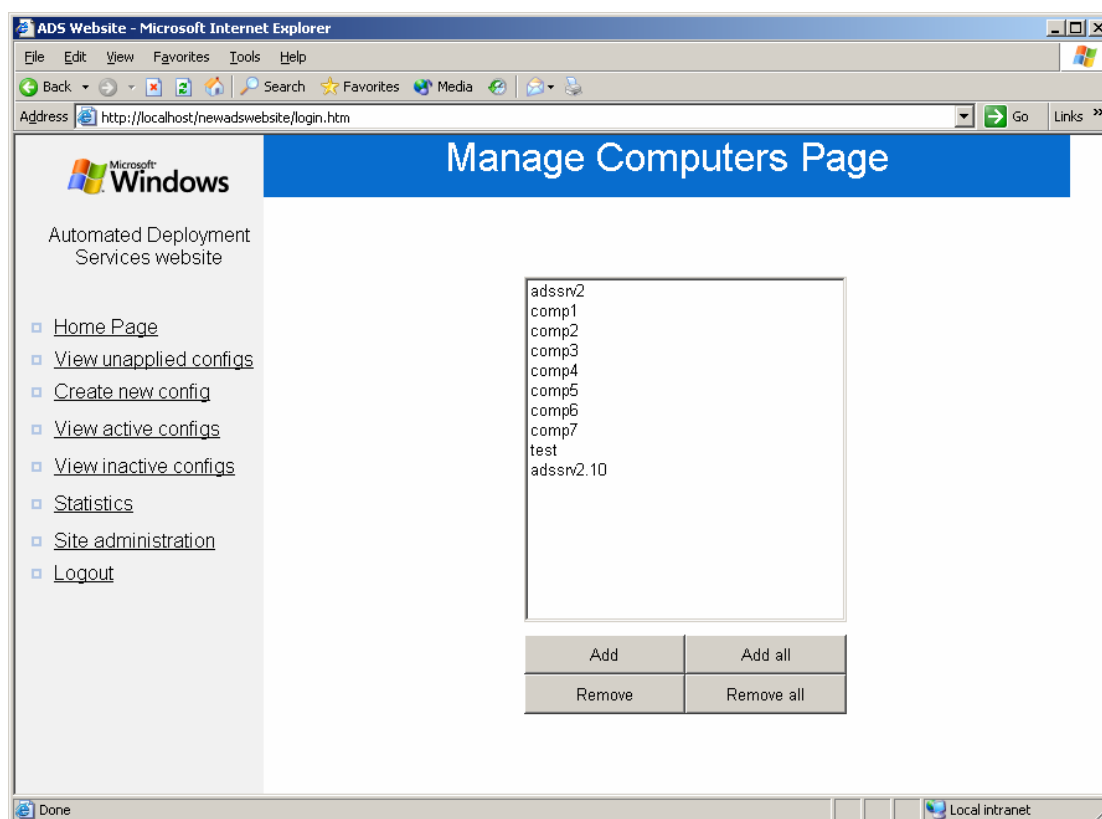 ADS Website - Microsoft Internet Explorer
File Edit View Favorites Tools Help
Back Search Favorites Media
Address http://localhost/newadswebsite/login.htm Go Links »
Microsoft
Windows
Manage Computers Page
Automated Deployment
Services website
Home Page
View unapplied configs
Create new config
View active configs
View inactive configs
Statistics
Site administration
Logout
adssrv2
comp1
comp2
comp3
comp4
comp5
comp6
comp7
test
adssrv2.10
Add Add all
Remove Remove all
Done Local intranet